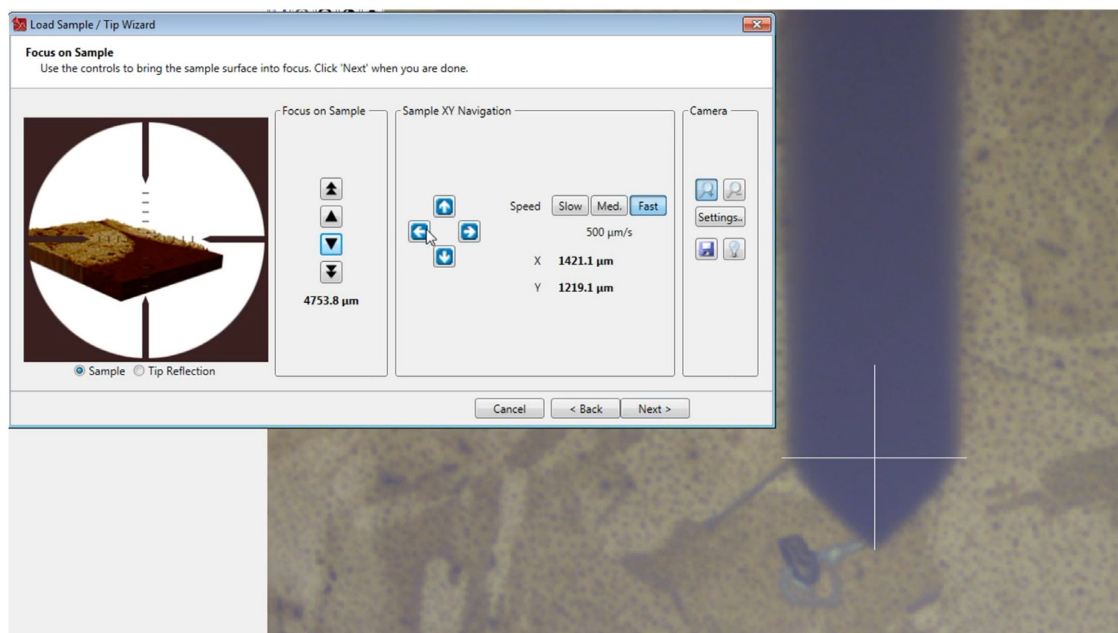 Load Sample / Tip Wizard
Focus on Sample
Use the controls to bring the sample surface into focus. Click 'Next' when you are done.
Focus on Sample
4753.8 µm
Sample XY Navigation
Speed Slow Med. Fast
500 µm/s
X 1421.1 µm
Y 1219.1 µm
Camera
Settings..
Sample Tip Reflection
Cancel < Back Next >